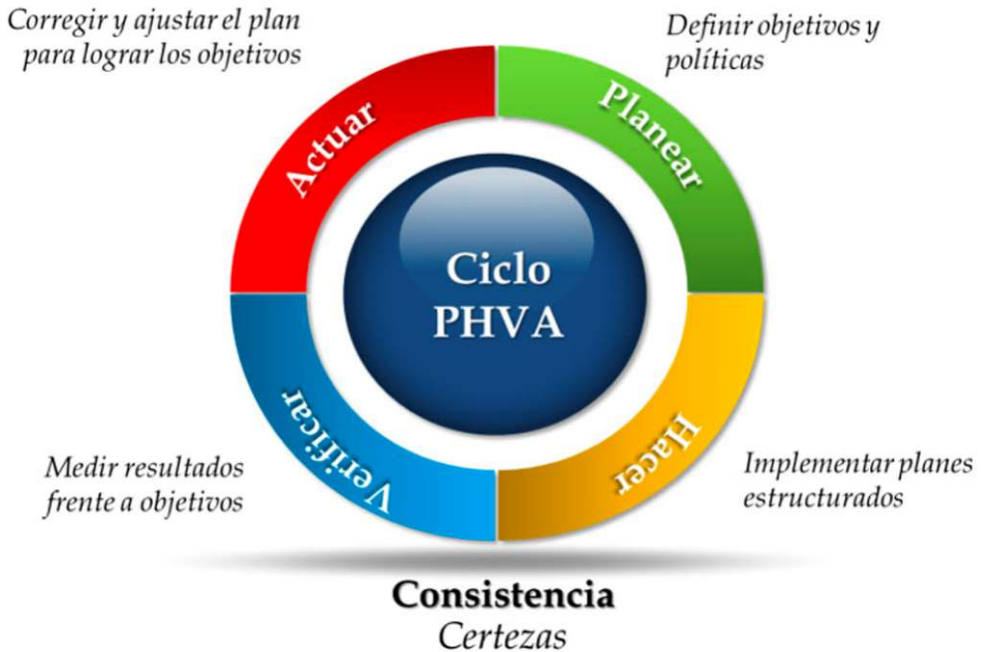 Corregir y ajustar el plan
para lograr los objetivos
Definir objetivos y
políticas
Actuar
Planear
Ciclo
PHVA
Verificar
Hacer
Medir resultados
frente a objetivos
Implementar planes
estructurados
Consistencia
Certezas